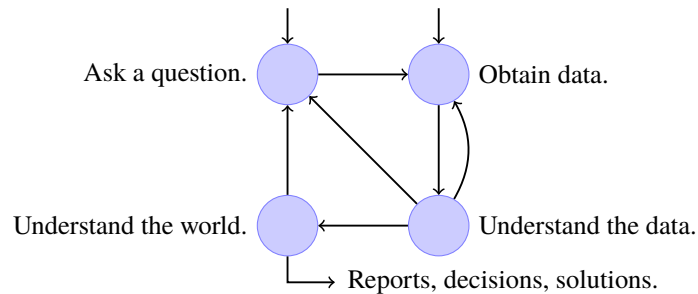 Ask a question.
Obtain data.
Understand the world.
Understand the data.
Reports, decisions, solutions.